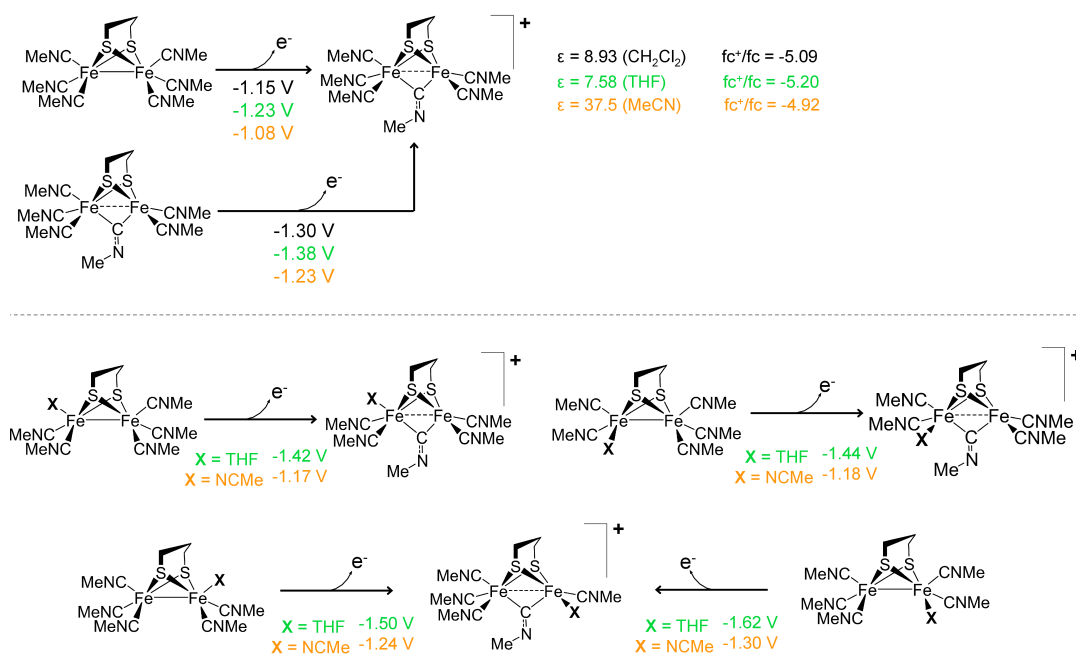 S S
MeNC CNMe
Fe Fe
MeNC CNMe
MeNC CNMe
e-
-1.15 V
-1.23 V
-1.08 V
+
S S
MeNC
Fe Fe
MeNC CNMe
MeNC CNMe
C
N
Me
ε = 8.93 (CH₂Cl₂) fc⁺/fc = -5.09
ε = 7.58 (THF) fc⁺/fc = -5.20
ε = 37.5 (MeCN) fc⁺/fc = -4.92
S S
MeNC
Fe Fe
MeNC CNMe
MeNC CNMe
C
N
Me
e-
-1.30 V
-1.38 V
-1.23 V
S S
X CNMe
Fe Fe
MeNC CNMe
MeNC CNMe
e-
X = THF -1.42 V
X = NCMe -1.17 V
+
S S
X
Fe Fe
MeNC CNMe
MeNC CNMe
C
N
Me
S S
MeNC CNMe
Fe Fe
MeNC CNMe
X CNMe
e-
X = THF -1.44 V
X = NCMe -1.18 V
+
S S
MeNC
Fe Fe
MeNC CNMe
X CNMe
C
N
Me
S S
MeNC X
Fe Fe
MeNC CNMe
MeNC CNMe
e-
X = THF -1.50 V
X = NCMe -1.24 V
+
S S
MeNC
Fe Fe
MeNC CNMe
MeNC X
C
N
Me
e-
X = THF -1.62 V
X = NCMe -1.30 V
S S
MeNC CNMe
Fe Fe
MeNC CNMe
MeNC X